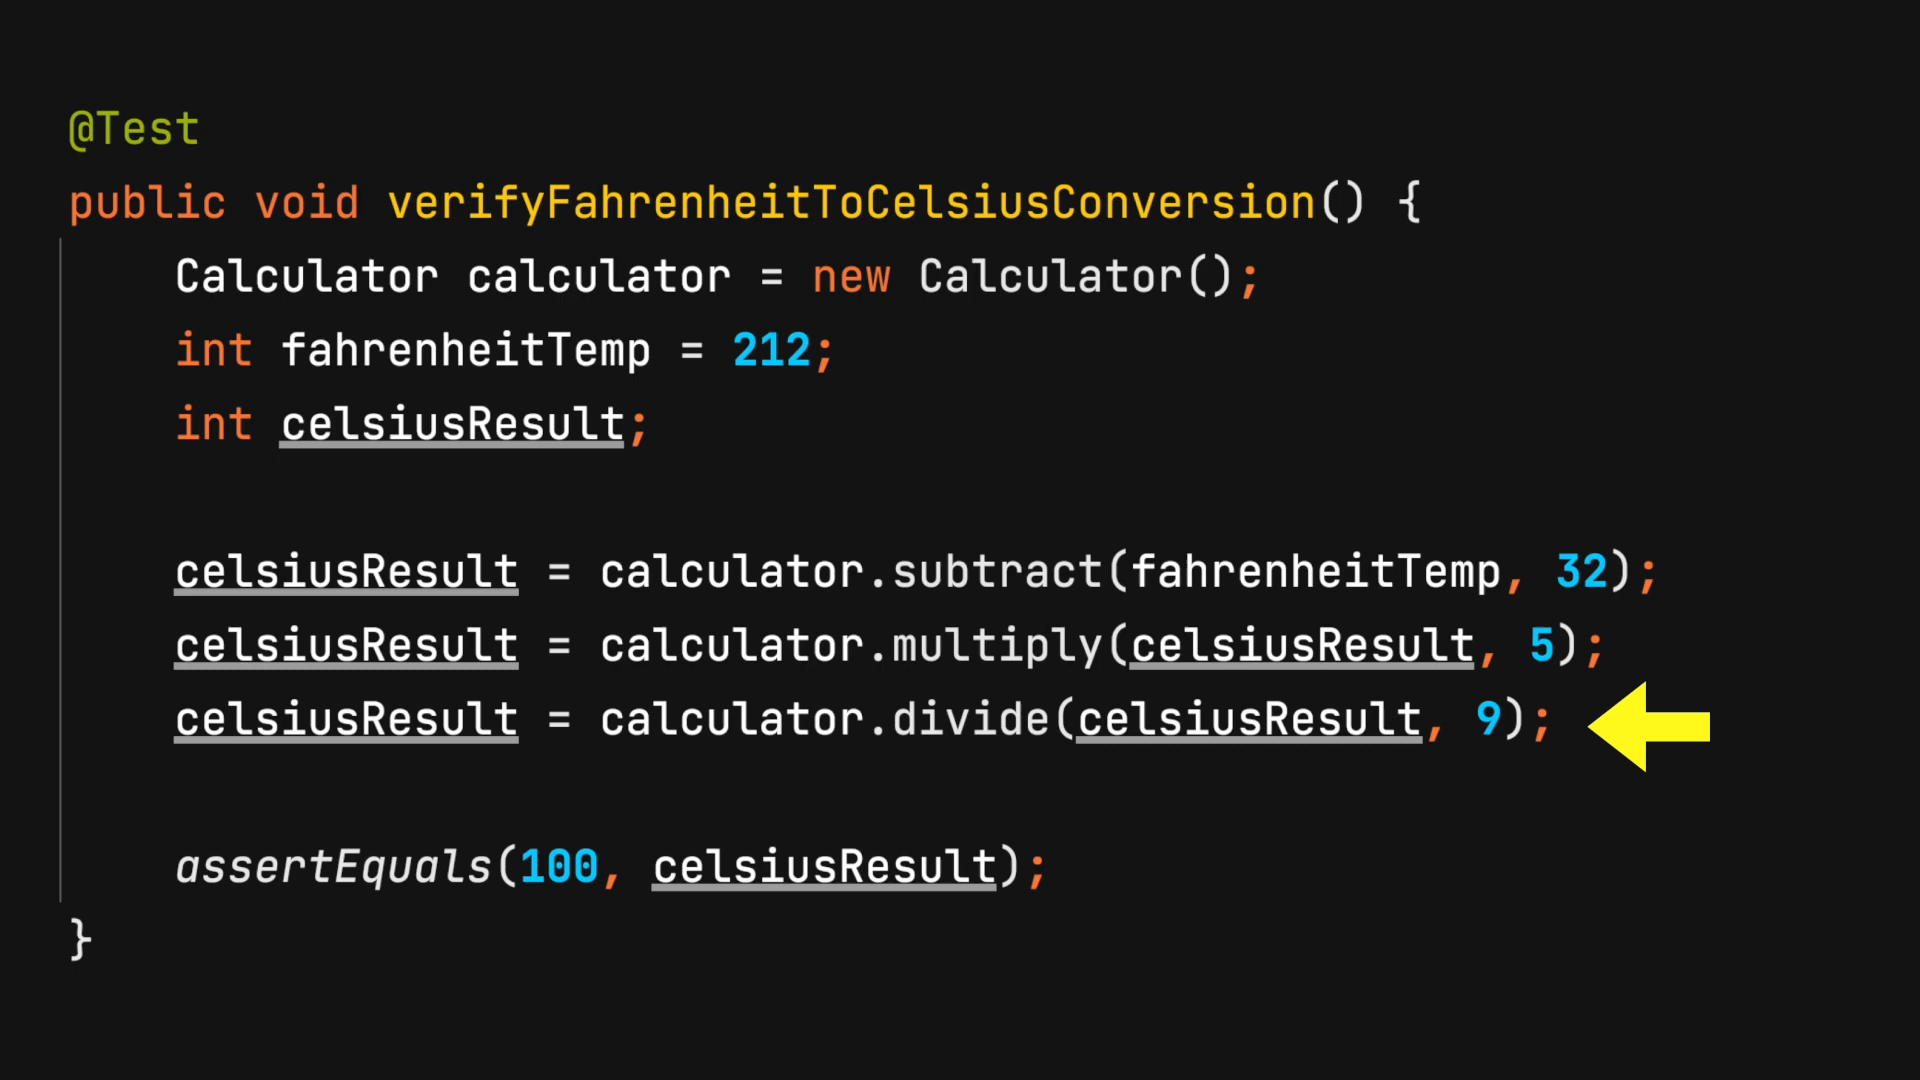 @Test
public void verifyFahrenheitToCelsiusConversion() {
Calculator calculator = new Calculator();
int fahrenheitTemp = 212;
int celsiusResult;
celsiusResult = calculator.subtract(fahrenheitTemp, 32);
celsiusResult = calculator.multiply(celsiusResult, 5);
celsiusResult = calculator.divide(celsiusResult, 9);
assertEquals(100, celsiusResult);
}